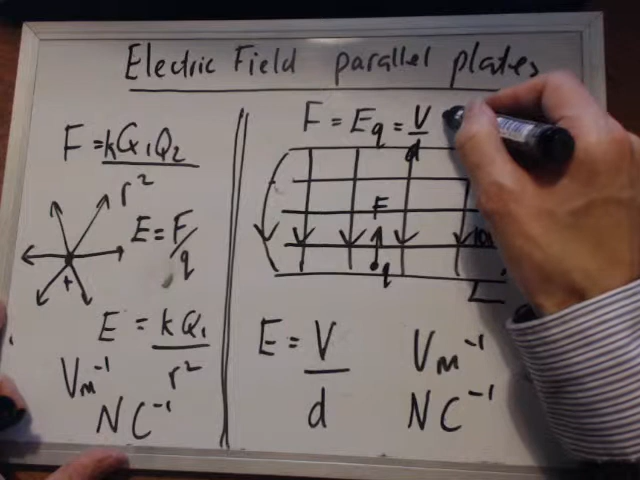 Electric Field parallel plates
F = kQ1Q2
r²
E = F/q
+
E = kQ1
r²
Vm⁻¹
NC⁻¹
F = Eq = V
d
F
q
E = V
d
Vm⁻¹
NC⁻¹